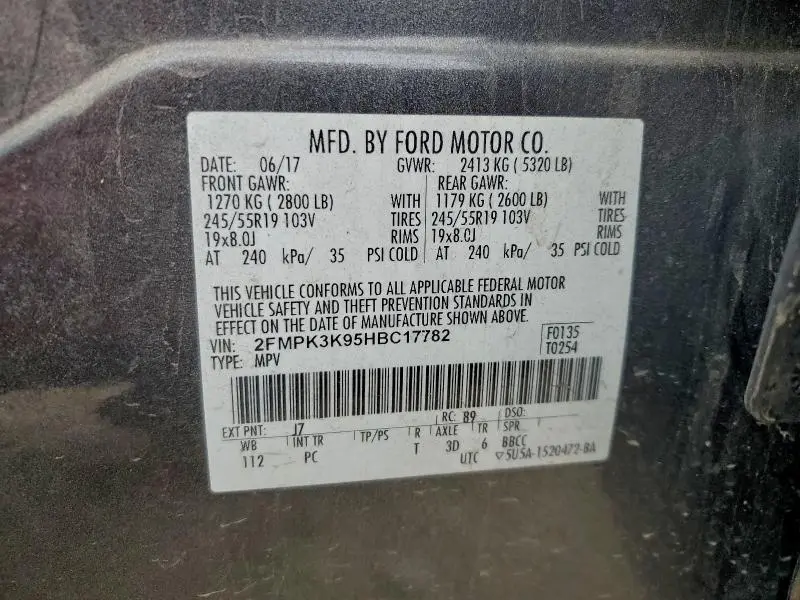 MFD. BY FORD MOTOR CO.
DATE: 06/17 GVWR: 2413 KG ( 5320 LB)
FRONT GAWR: REAR GAWR:
1270 KG ( 2800 LB) WITH 1179 KG ( 2600 LB) WITH
245/55R19 103V TIRES 245/55R19 103V TIRES
19x8.0J RIMS 19x8.0J RIMS
AT 240 kPa/ 35 PSI COLD AT 240 kPa/ 35 PSI COLD
THIS VEHICLE CONFORMS TO ALL APPLICABLE FEDERAL MOTOR
VEHICLE SAFETY AND THEFT PREVENTION STANDARDS IN
EFFECT ON THE DATE OF MANUFACTURE SHOWN ABOVE.
VIN: 2FMPK3K95HBC17782 F0135
TYPE: MPV T0254
EXT PNT: J7 RC: B9 DSO:
WB INT TR TP/PS R AXLE TR SPR
112 PC T 3D 6 BBCC
UTC ▽5U5A-1520472-BA